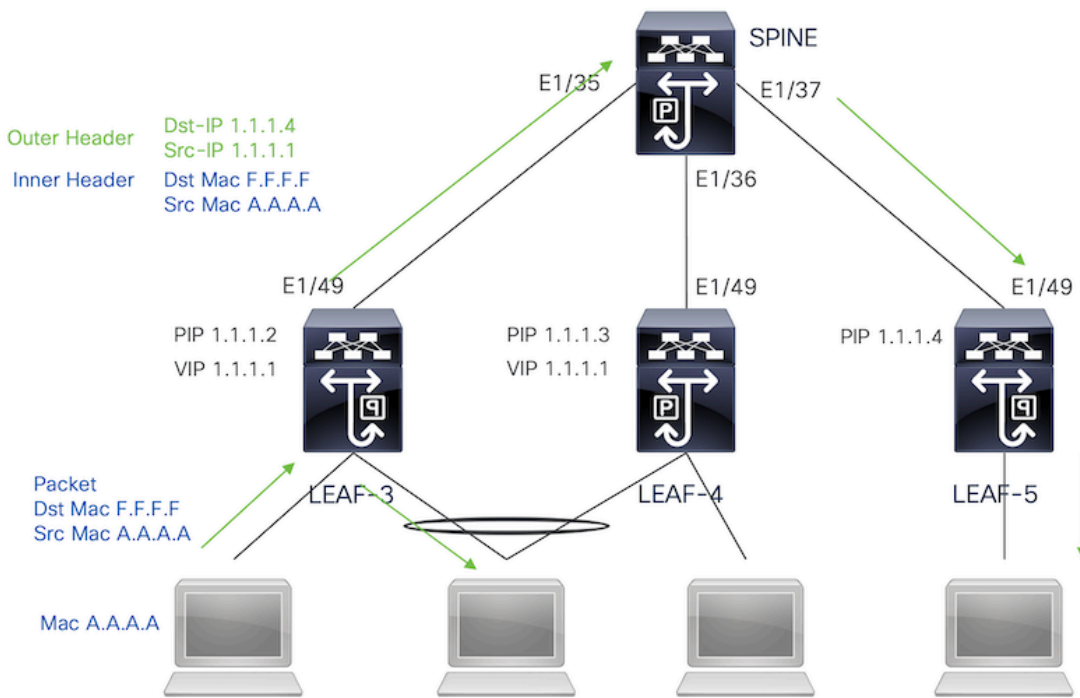 SPINE
E1/35
E1/37
Outer Header
Dst-IP 1.1.1.4
Src-IP 1.1.1.1
Inner Header
Dst Mac F.F.F.F
Src Mac A.A.A.A
P
E1/36
E1/49
E1/49
E1/49
PIP 1.1.1.2
VIP 1.1.1.1
PIP 1.1.1.3
VIP 1.1.1.1
PIP 1.1.1.4
P
P
P
Packet
Dst Mac F.F.F.F
Src Mac A.A.A.A
LEAF-3
LEAF-4
LEAF-5
Mac A.A.A.A